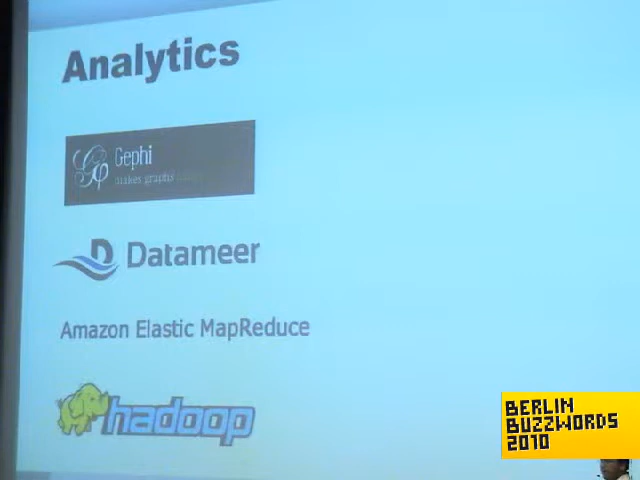 Analytics
Gephi
makes graphs
Datameer
Amazon Elastic MapReduce
hadoop
BERLIN
BUZZWORDS
2010